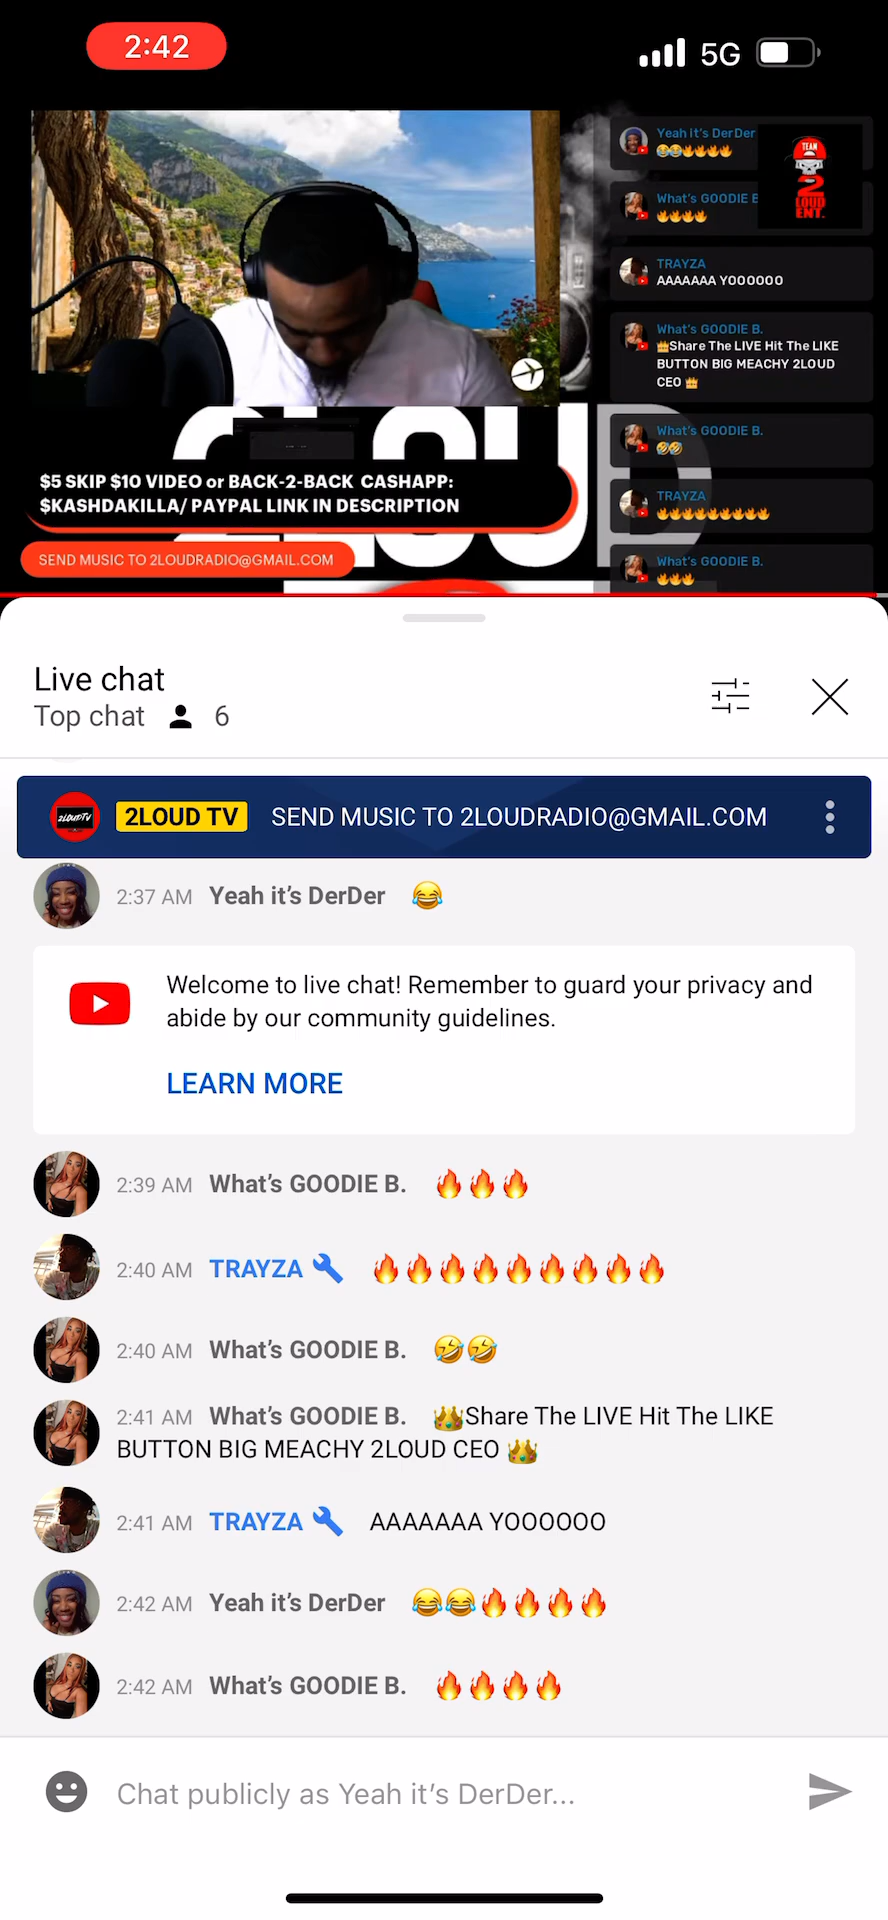 2:42
5G
Yeah It's DerDer
😂😂🔥🔥🔥🔥
TEAM
2
LOUD
ENT.
What's GOODIE B
🔥🔥🔥🔥
TRAYZA
AAAAAAA YOOOOOO
What's GOODIE B.
👑Share The LIVE Hit The LIKE
BUTTON BIG MEACHY 2LOUD
CEO 👑
What's GOODIE B.
🤣🤣
TRAYZA
🔥🔥🔥🔥🔥🔥🔥🔥🔥
What's GOODIE B.
🔥🔥🔥
2LOUD
$5 SKIP $10 VIDEO or BACK-2-BACK CASHAPP:
$KASHDAKILLA/ PAYPAL LINK IN DESCRIPTION
SEND MUSIC TO 2LOUDRADIO@GMAIL.COM
Live chat
Top chat 6
2LOUDTV 2LOUD TV SEND MUSIC TO 2LOUDRADIO@GMAIL.COM
2:37 AM Yeah it's DerDer 😂
Welcome to live chat! Remember to guard your privacy and
abide by our community guidelines.
LEARN MORE
2:39 AM What's GOODIE B. 🔥🔥🔥
2:40 AM TRAYZA 🔧 🔥🔥🔥🔥🔥🔥🔥🔥🔥
2:40 AM What's GOODIE B. 🤣🤣
2:41 AM What's GOODIE B. 👑Share The LIVE Hit The LIKE
BUTTON BIG MEACHY 2LOUD CEO 👑
2:41 AM TRAYZA 🔧 AAAAAAA YOOOOOO
2:42 AM Yeah it's DerDer 😂😂🔥🔥🔥🔥
2:42 AM What's GOODIE B. 🔥🔥🔥🔥
Chat publicly as Yeah it's DerDer...